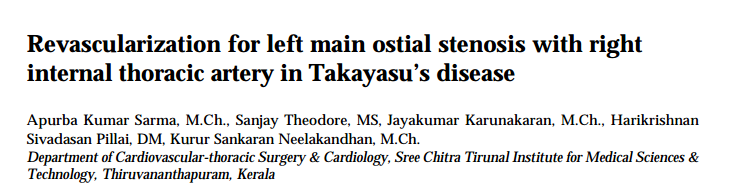 Revascularization for left main ostial stenosis with right
internal thoracic artery in Takayasu’s disease
Apurba Kumar Sarma, M.Ch., Sanjay Theodore, MS, Jayakumar Karunakaran, M.Ch., Harikrishnan
Sivadasan Pillai, DM, Kurur Sankaran Neelakandhan, M.Ch.
Department of Cardiovascular-thoracic Surgery & Cardiology, Sree Chitra Tirunal Institute for Medical Sciences &
Technology, Thiruvananthapuram, Kerala